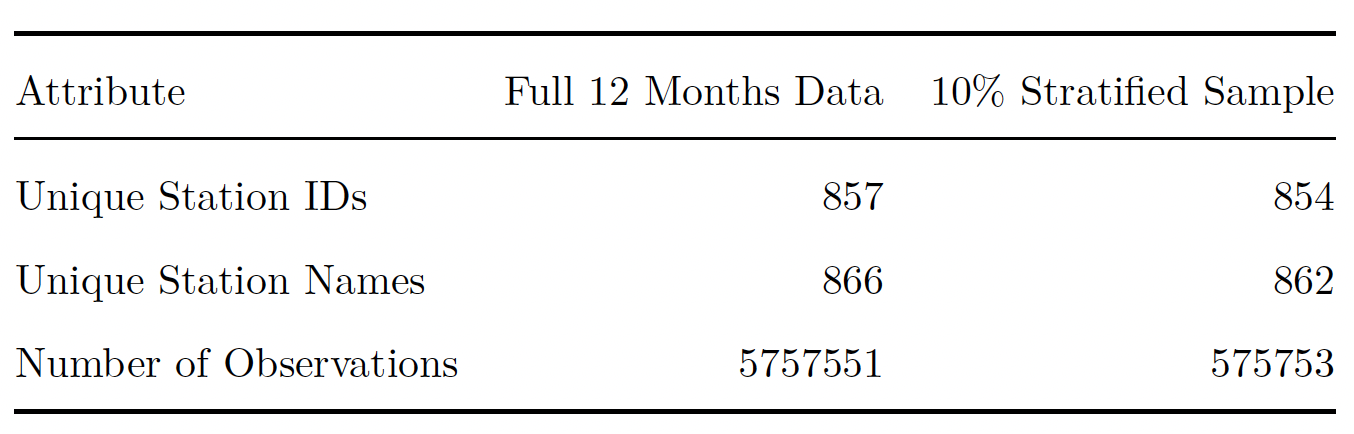 Attribute Full 12 Months Data 10% Stratified Sample
Unique Station IDs 857 854
Unique Station Names 866 862
Number of Observations 5757551 575753